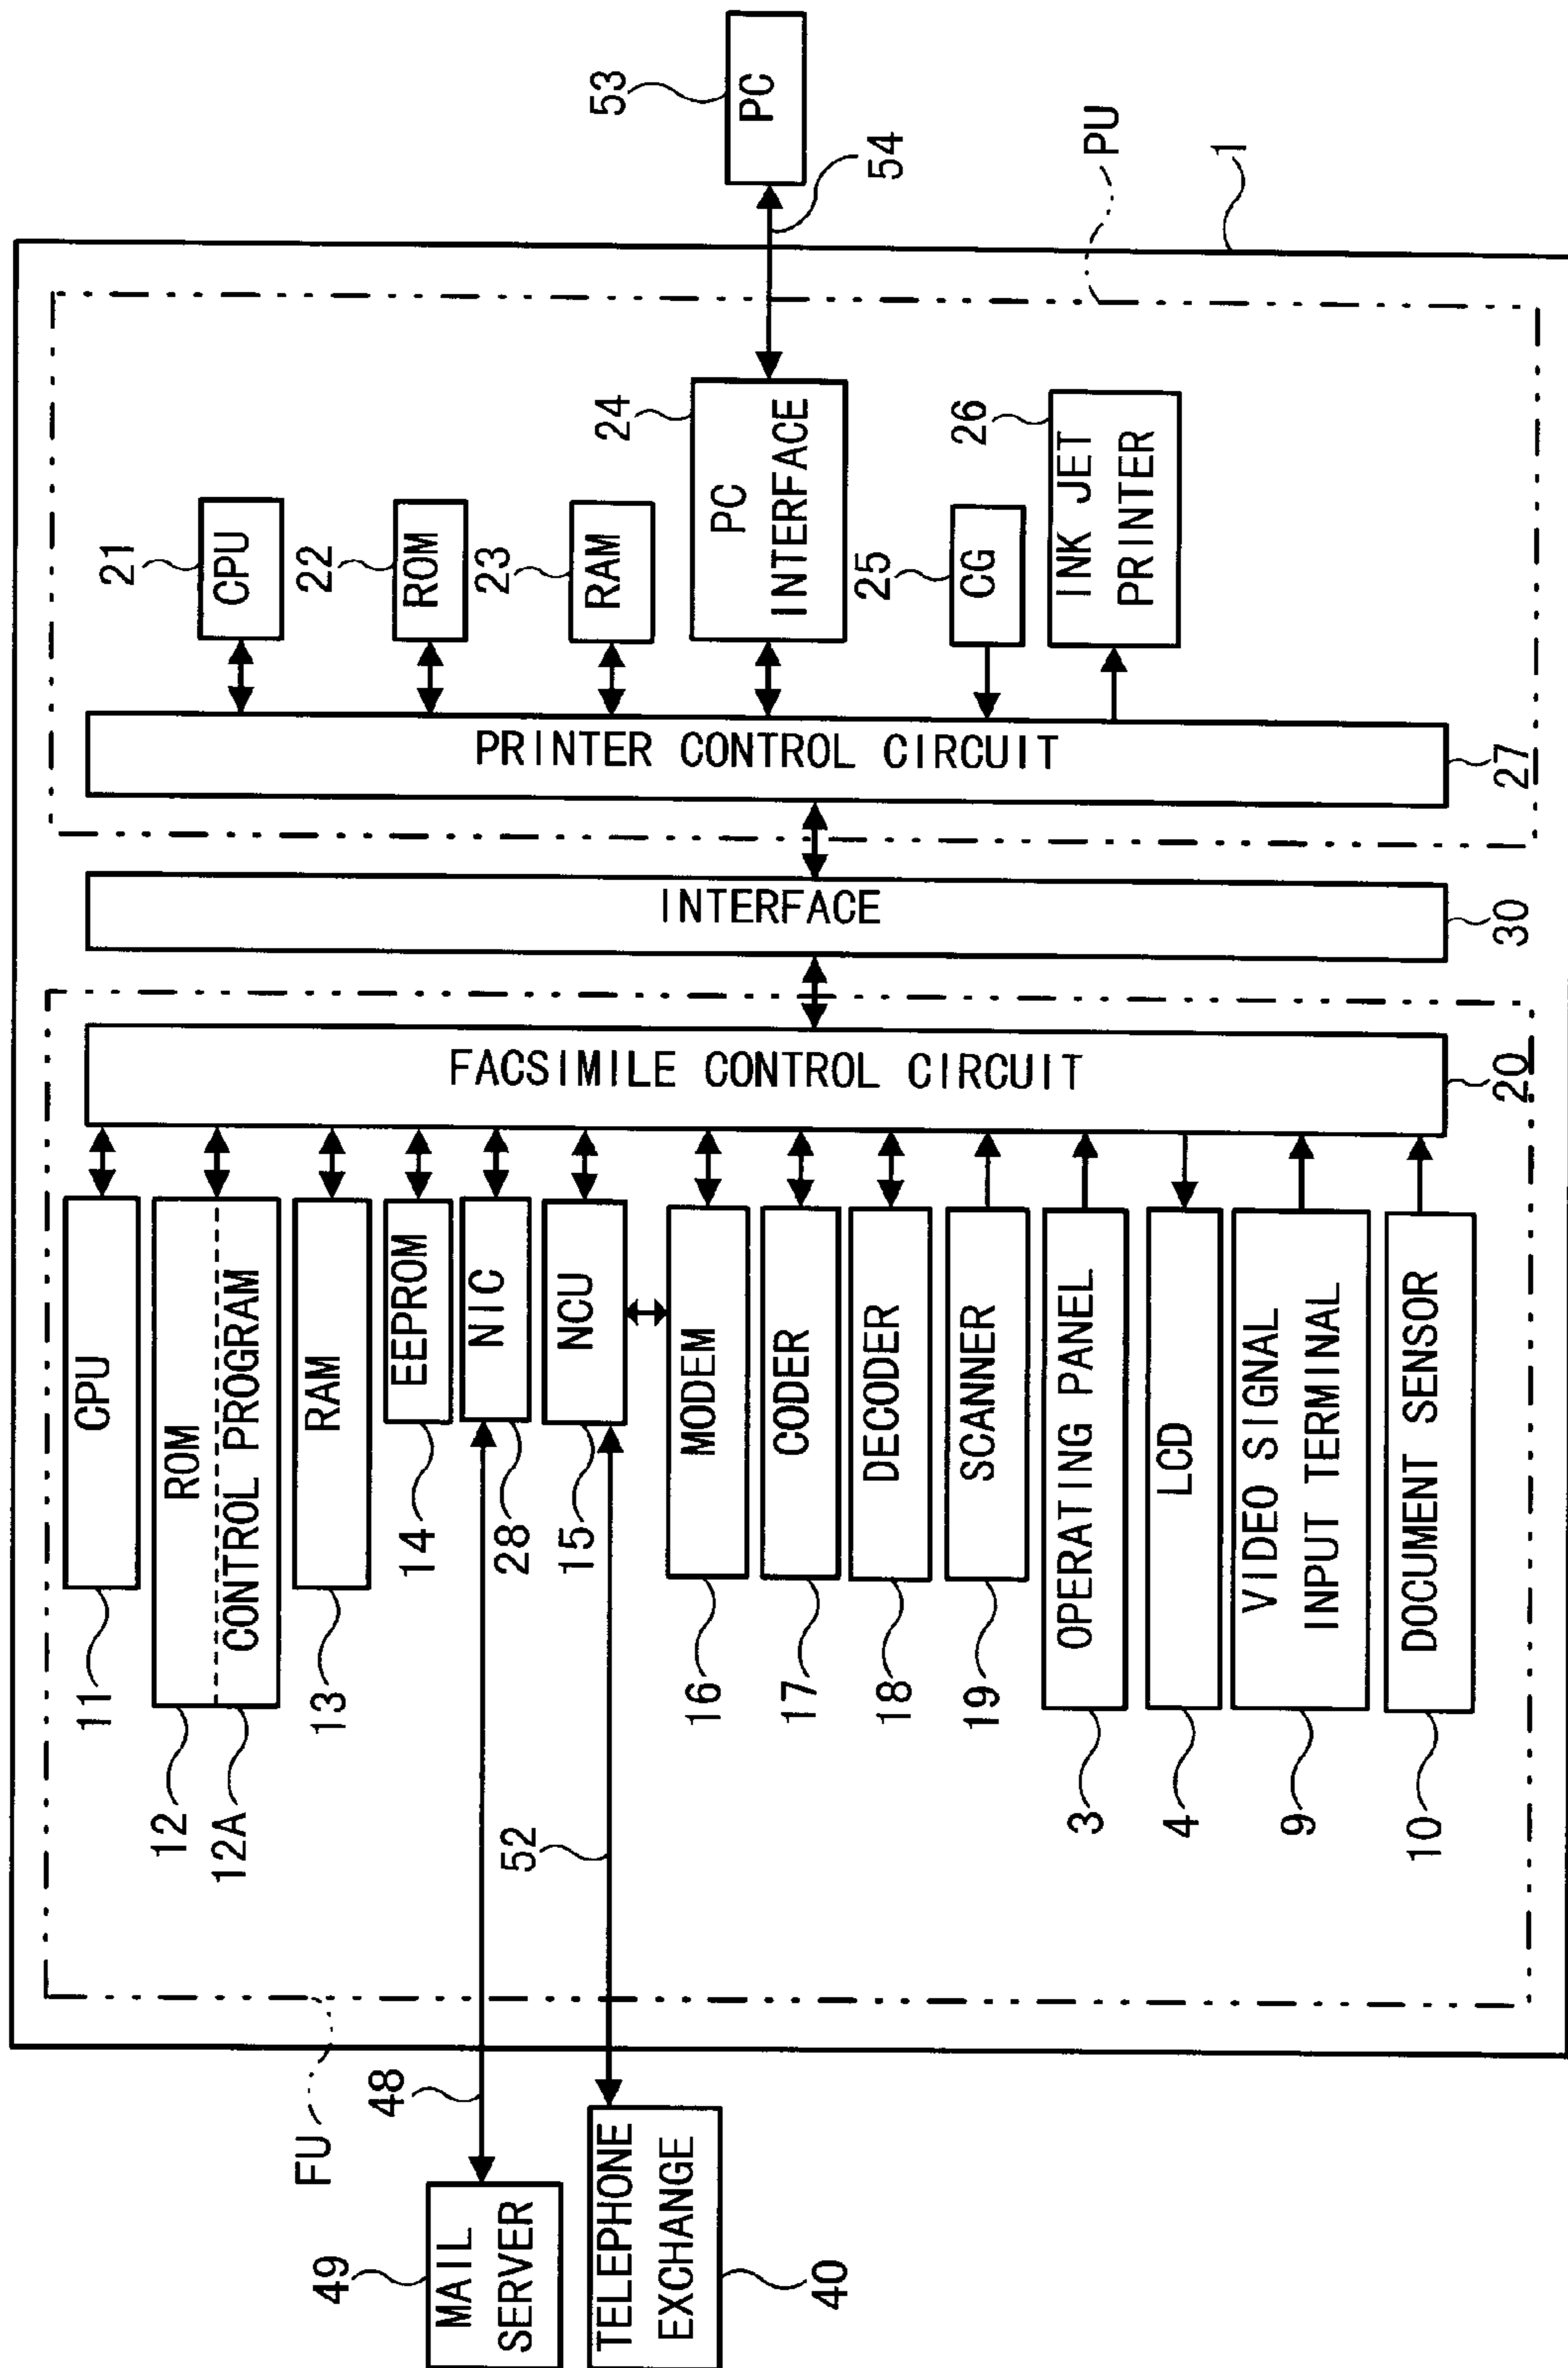 FU
CPU
11
ROM
12
CONTROL PROGRAM
12A
RAM
13
EEPROM
14
NIC
28
NCU
15
MODEM
16
CODER
17
DECODER
18
SCANNER
19
OPERATING PANEL
3
LCD
4
VIDEO SIGNAL
INPUT TERMINAL
9
DOCUMENT SENSOR
10
FACSIMILE CONTROL CIRCUIT
20
MAIL
SERVER
49
48
TELEPHONE
EXCHANGE
40
52
INTERFACE
30
PRINTER CONTROL CIRCUIT
27
21
CPU
22
ROM
23
RAM
24
PC
INTERFACE
25
CG
26
INK JET
PRINTER
53
PC
54
PU
1